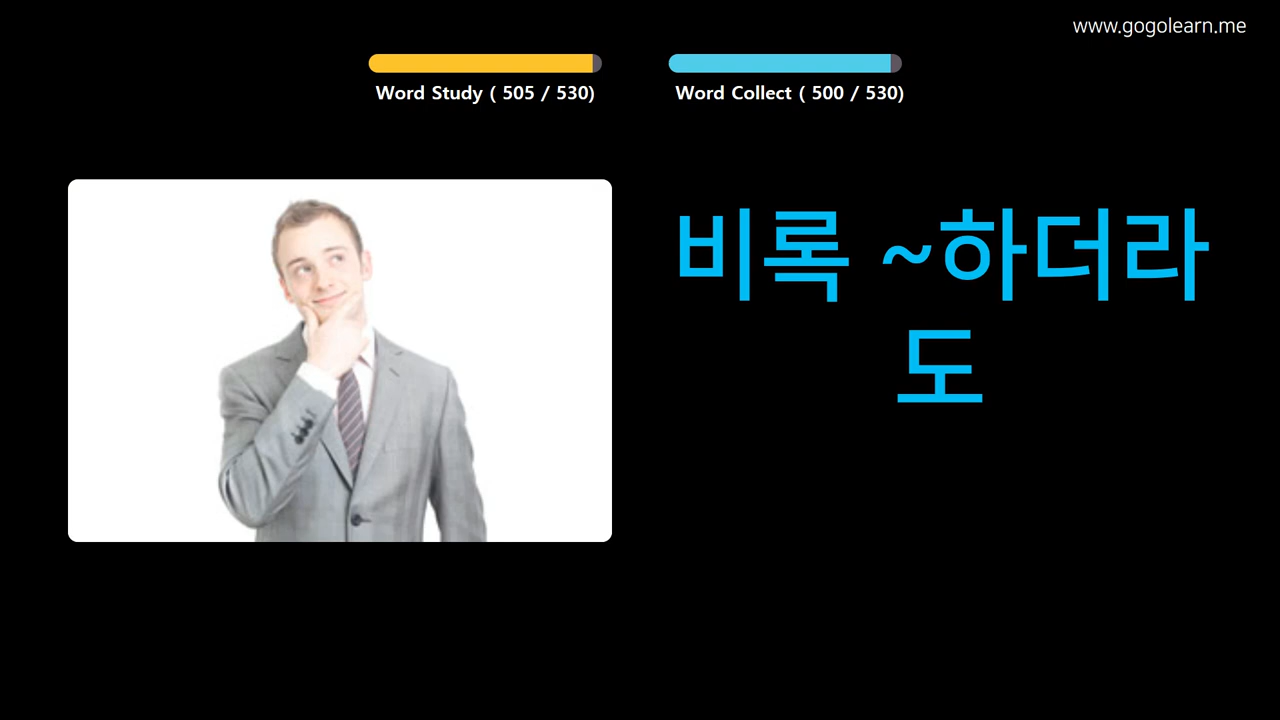 www.gogolearn.me
Word Study ( 505 / 530)
Word Collect ( 500 / 530)
비록 ~하더라
도